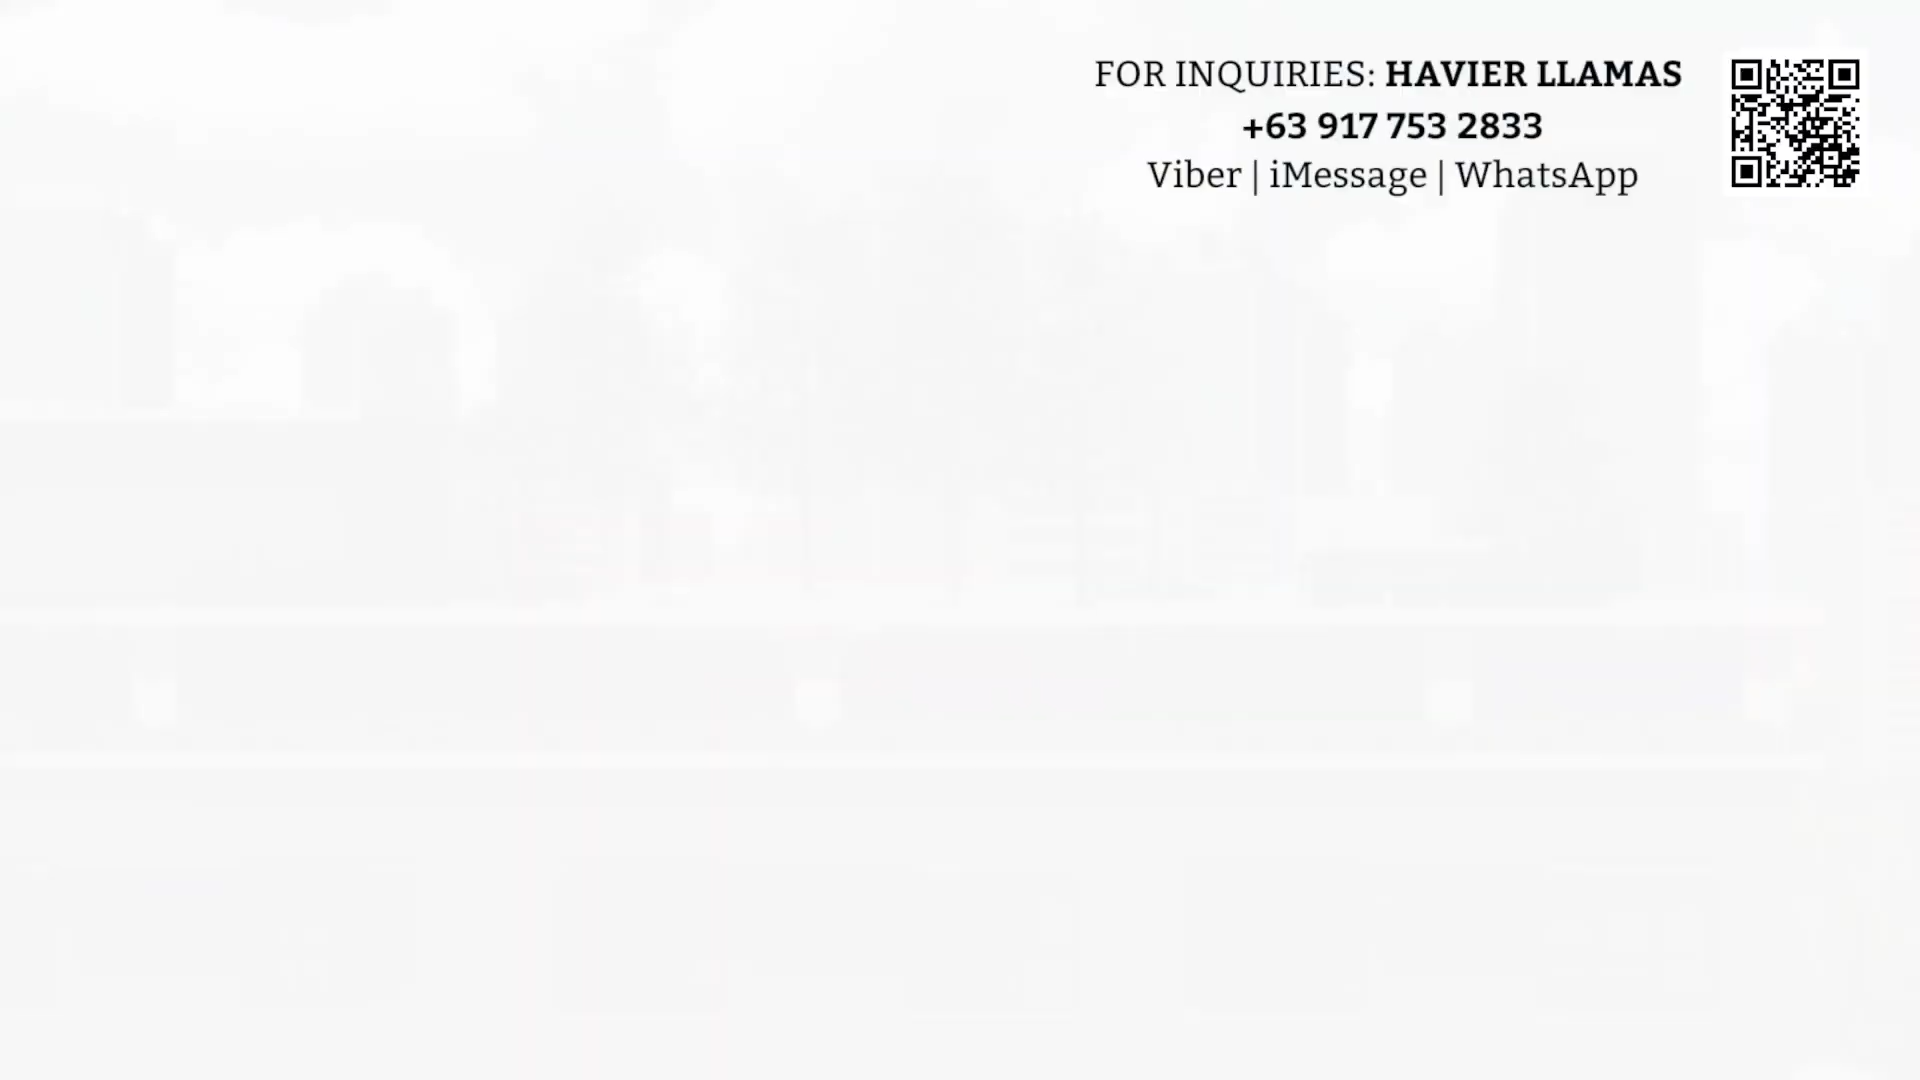 FOR INQUIRIES: HAVIER LLAMAS
+63 917 753 2833
Viber | iMessage | WhatsApp